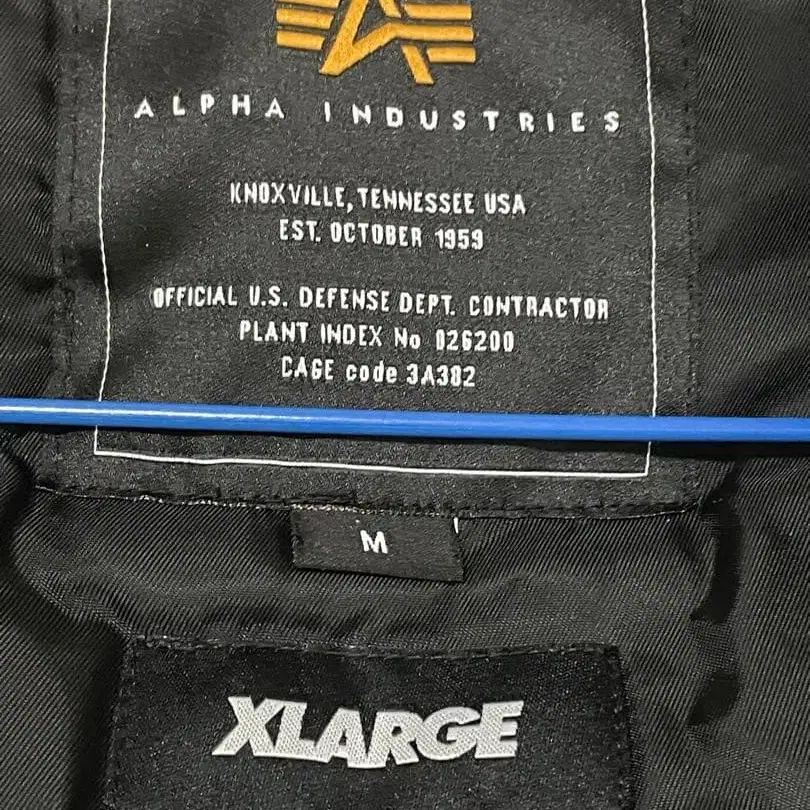 ALPHA INDUSTRIES
KNOXVILLE, TENNESSEE USA
EST. OCTOBER 1959
OFFICIAL U.S. DEFENSE DEPT. CONTRACTOR
PLANT INDEX No 026200
CAGE code 3A382
M
XLARGE